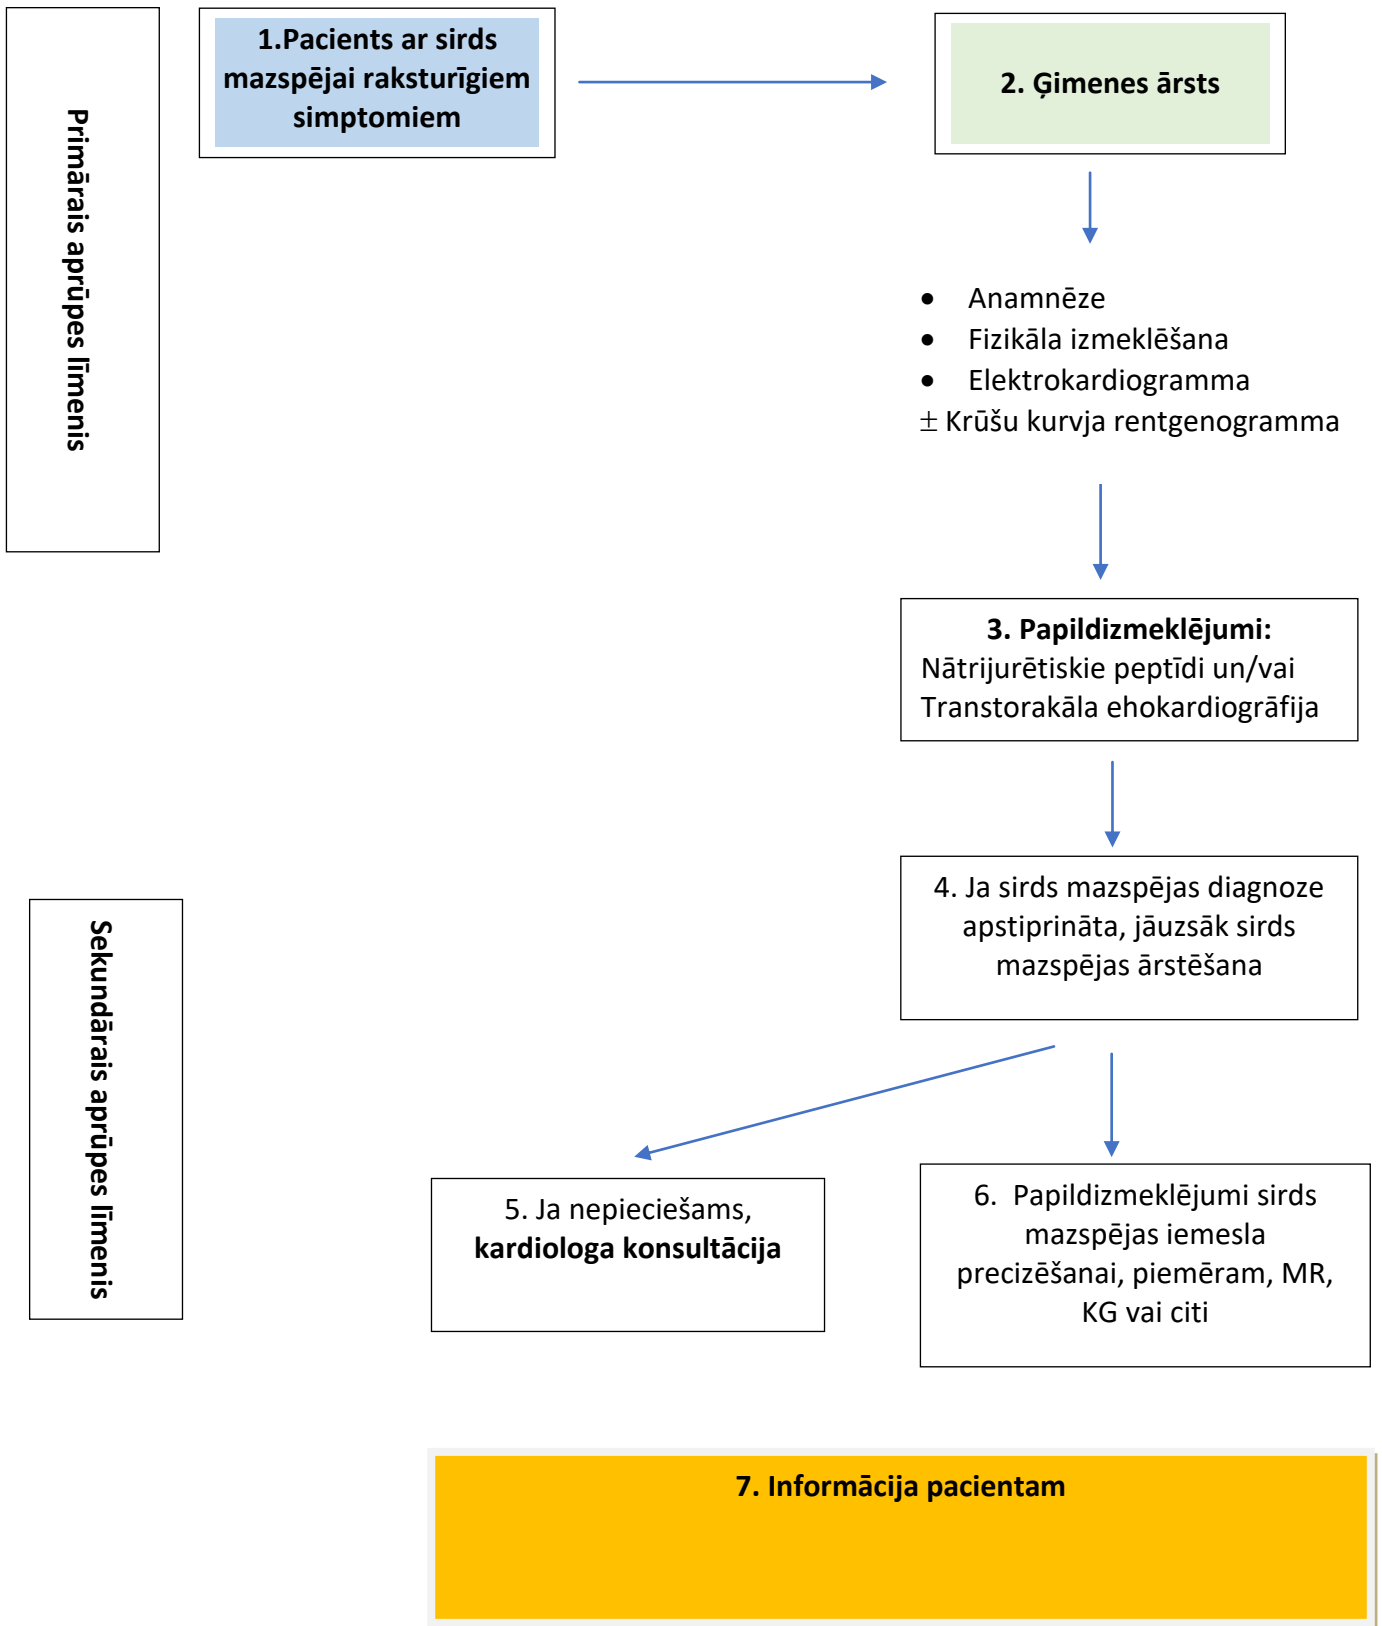 Primārais aprūpes līmenis
1.Pacients ar sirds
mazspējai raksturīgiem
simptomiem
2. Ģimenes ārsts
• Anamnēze
• Fizikāla izmeklēšana
• Elektrokardiogramma
± Krūšu kurvja rentgenogramma
3. Papildizmeklējumi:
Nātrijurētiskie peptīdi un/vai
Transtorakāla ehokardiogrāfija
Sekundārais aprūpes līmenis
4. Ja sirds mazspējas diagnoze
apstiprināta, jāuzsāk sirds
mazspējas ārstēšana
5. Ja nepieciešams,
kardiologa konsultācija
6. Papildizmeklējumi sirds
mazspējas iemesla
precizēšanai, piemēram, MR,
KG vai citi
7. Informācija pacientam